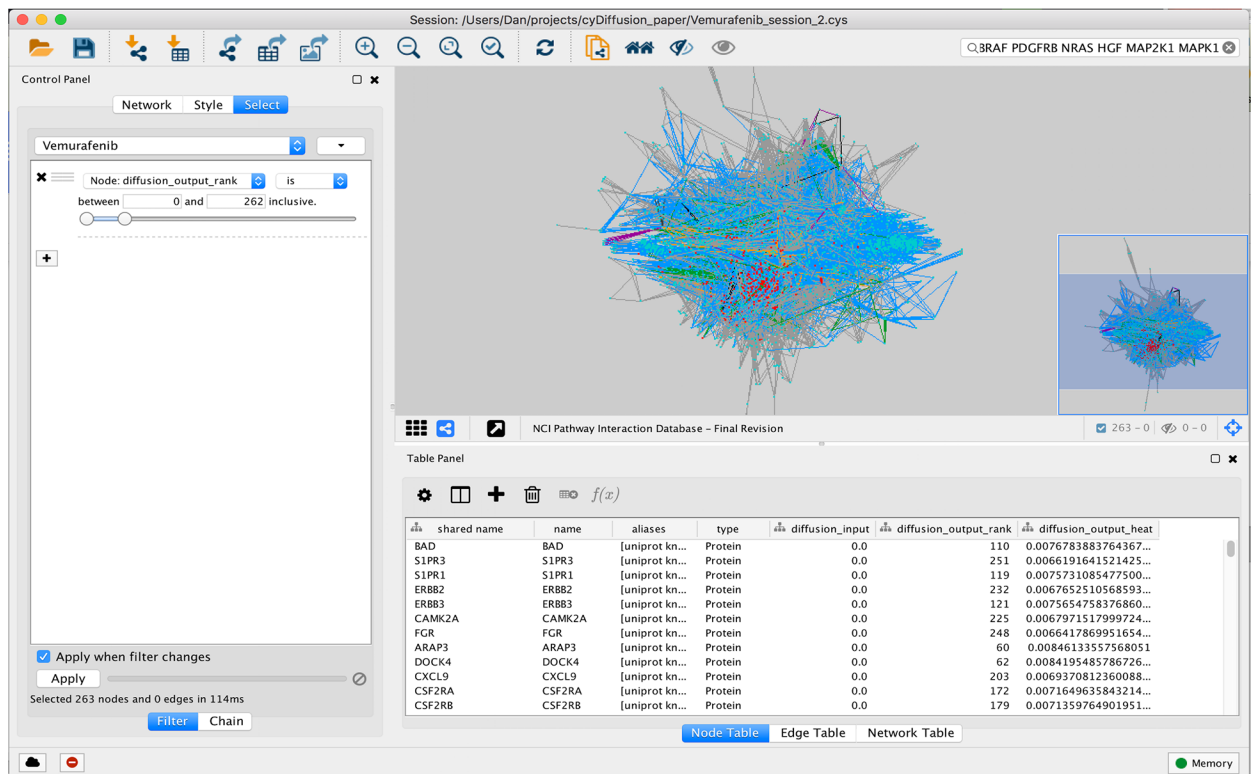 Session: /Users/Dan/projects/cyDiffusion_paper/Vemurafenib_session_2.cys
BRAF PDGFRB NRAS HGF MAP2K1 MAPK1
Control Panel
Network Style Select
Vemurafenib
Node: diffusion_output_rank is
between 0 and 262 inclusive.
Apply when filter changes
Apply
Selected 263 nodes and 0 edges in 114ms
Filter Chain
NCI Pathway Interaction Database – Final Revision 263 – 0 0 – 0
Table Panel
f(x)
shared name name aliases type diffusion_input diffusion_output_rank diffusion_output_heat
BAD BAD [uniprot kn... Protein 0.0 110 0.0076783883764367...
S1PR3 S1PR3 [uniprot kn... Protein 0.0 251 0.0066191641521425...
S1PR1 S1PR1 [uniprot kn... Protein 0.0 119 0.0075731085477500...
ERBB2 ERBB2 [uniprot kn... Protein 0.0 232 0.0067652510568593...
ERBB3 ERBB3 [uniprot kn... Protein 0.0 121 0.0075654758376860...
CAMK2A CAMK2A [uniprot kn... Protein 0.0 225 0.0067971517999724...
FGR FGR [uniprot kn... Protein 0.0 248 0.0066417869951654...
ARAP3 ARAP3 [uniprot kn... Protein 0.0 60 0.00846133557568051
DOCK4 DOCK4 [uniprot kn... Protein 0.0 62 0.0084195485786726...
CXCL9 CXCL9 [uniprot kn... Protein 0.0 203 0.0069370812360088...
CSF2RA CSF2RA [uniprot kn... Protein 0.0 172 0.0071649635843214...
CSF2RB CSF2RB [uniprot kn... Protein 0.0 179 0.0071359764901951...
Node Table Edge Table Network Table
Memory